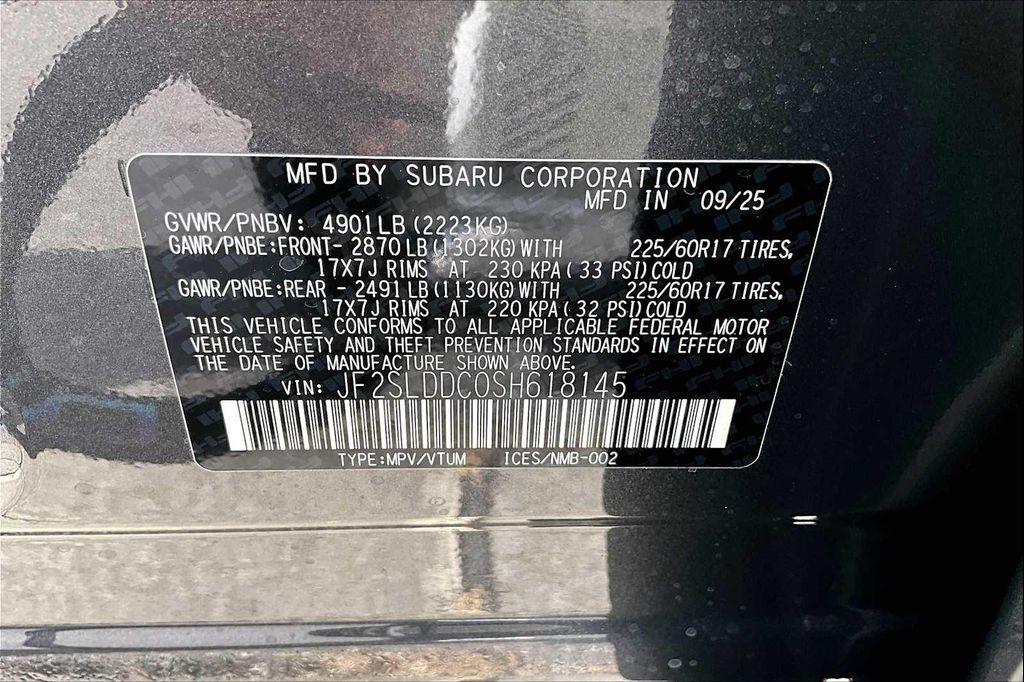 MFD BY SUBARU CORPORATION
MFD IN 09/25
GVWR/PNBV: 4901LB (2223KG)
GAWR/PNBE:FRONT- 2870LB (1302KG) WITH 225/60R17 TIRES,
17X7J RIMS AT 230 KPA ( 33 PSI) COLD
GAWR/PNBE:REAR - 2491LB (1130KG) WITH 225/60R17 TIRES,
17X7J RIMS AT 220 KPA ( 32 PSI) COLD
THIS VEHICLE CONFORMS TO ALL APPLICABLE FEDERAL MOTOR
VEHICLE SAFETY AND THEFT PREVENTION STANDARDS IN EFFECT ON
THE DATE OF MANUFACTURE SHOWN ABOVE.
VIN: JF2SLDDC0SH618145
TYPE:MPV/VTUM ICES/NMB-002